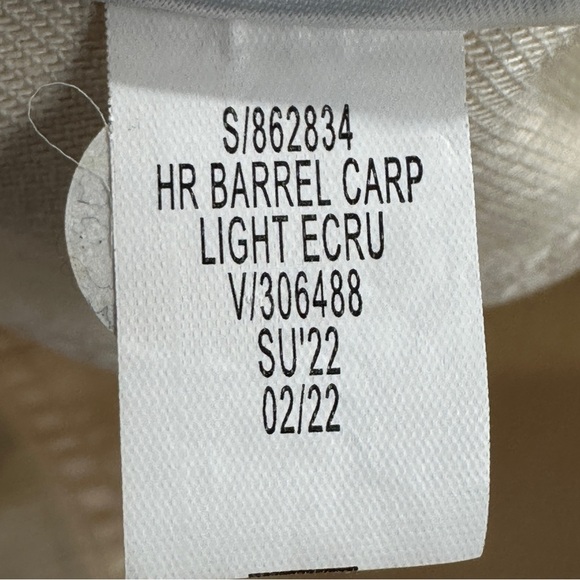 S/862834
HR BARREL CARP
LIGHT ECRU
V/306488
SU'22
02/22